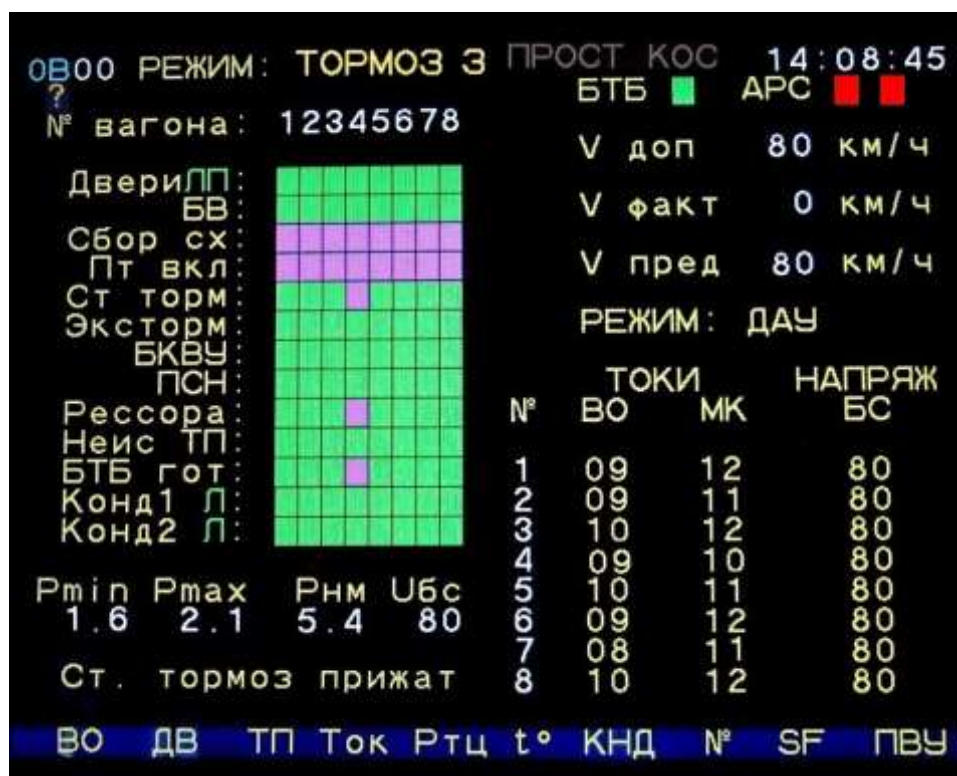 0В00 РЕЖИМ: ТОРМОЗ 3 ПРОСТ КОС 14:08:45
? БТБ АРС
№ вагона: 12345678
V доп 80 км/ч
ДвериЛП:
БВ:
V факт 0 км/ч
Сбор сх:
Пт вкл:
V пред 80 км/ч
Ст торм:
Эксторм:
РЕЖИМ: ДАУ
БКВУ:
ПСН:
ТОКИ НАПРЯЖ
Рессора:
№ ВО МК БС
Неис ТП:
БТБ гот:
Конд1 Л:
Конд2 Л:
1 09 12 80
2 09 11 80
3 10 12 80
4 09 10 80
5 10 11 80
6 09 12 80
7 08 11 80
8 10 12 80
Pmin Pmax Рнм Uбс
1.6 2.1 5.4 80
Ст. тормоз прижат
ВО ДВ ТП Ток Ртц t° КНД № SF ПВУ